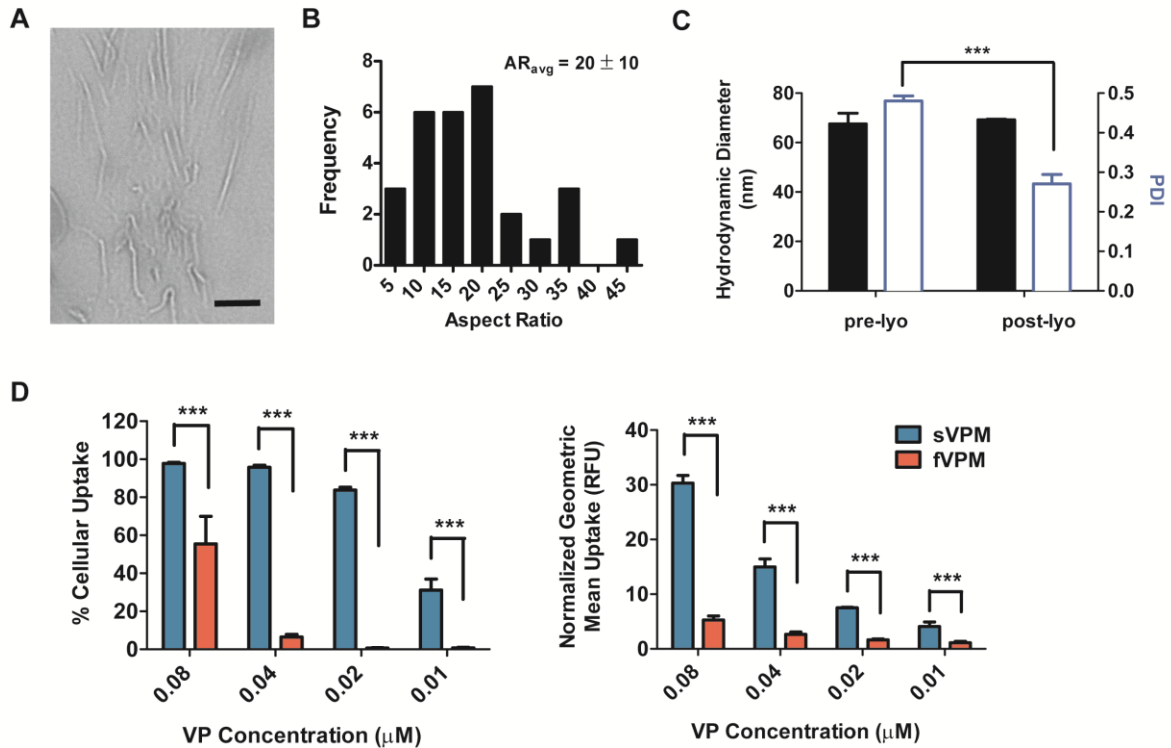 A
B
ARavg = 20 ± 10
Frequency
8
6
4
2
0
5 10 15 20 25 30 35 40 45
Aspect Ratio
C
***
Hydrodynamic Diameter
(nm)
80
60
40
20
0
0.5
0.4
0.3
0.2
0.1
0.0
PDI
pre-lyo post-lyo
D
% Cellular Uptake
120
100
80
60
40
20
0
*** *** *** ***
0.08 0.04 0.02 0.01
VP Concentration (μM)
Normalized Geometric
Mean Uptake (RFU)
40
30
20
10
0
*** *** *** ***
sVPM
fVPM
0.08 0.04 0.02 0.01
VP Concentration (μM)